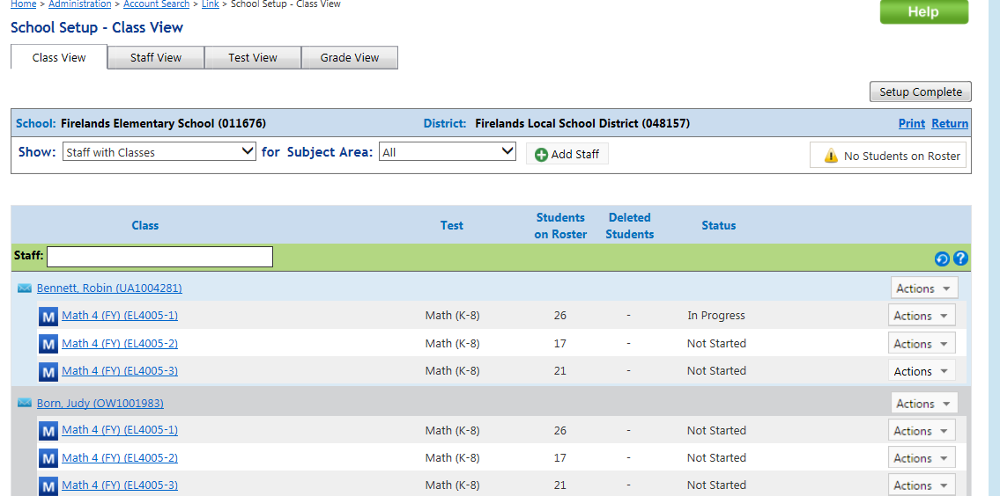 Home > Administration > Account Search > Link > School Setup - Class View
Help
School Setup - Class View
Class View Staff View Test View Grade View
Setup Complete
School: Firelands Elementary School (011676) District: Firelands Local School District (048157) Print Return
Show: Staff with Classes for Subject Area: All Add Staff No Students on Roster
Class Test Students on Roster Deleted Students Status
Staff:
Bennett, Robin (UA1004281) Actions
M Math 4 (FY) (EL4005-1) Math (K-8) 26 - In Progress Actions
M Math 4 (FY) (EL4005-2) Math (K-8) 17 - Not Started Actions
M Math 4 (FY) (EL4005-3) Math (K-8) 21 - Not Started Actions
Born, Judy (OW1001983) Actions
M Math 4 (FY) (EL4005-1) Math (K-8) 26 - Not Started Actions
M Math 4 (FY) (EL4005-2) Math (K-8) 17 - Not Started Actions
M Math 4 (FY) (EL4005-3) Math (K-8) 21 - Not Started Actions